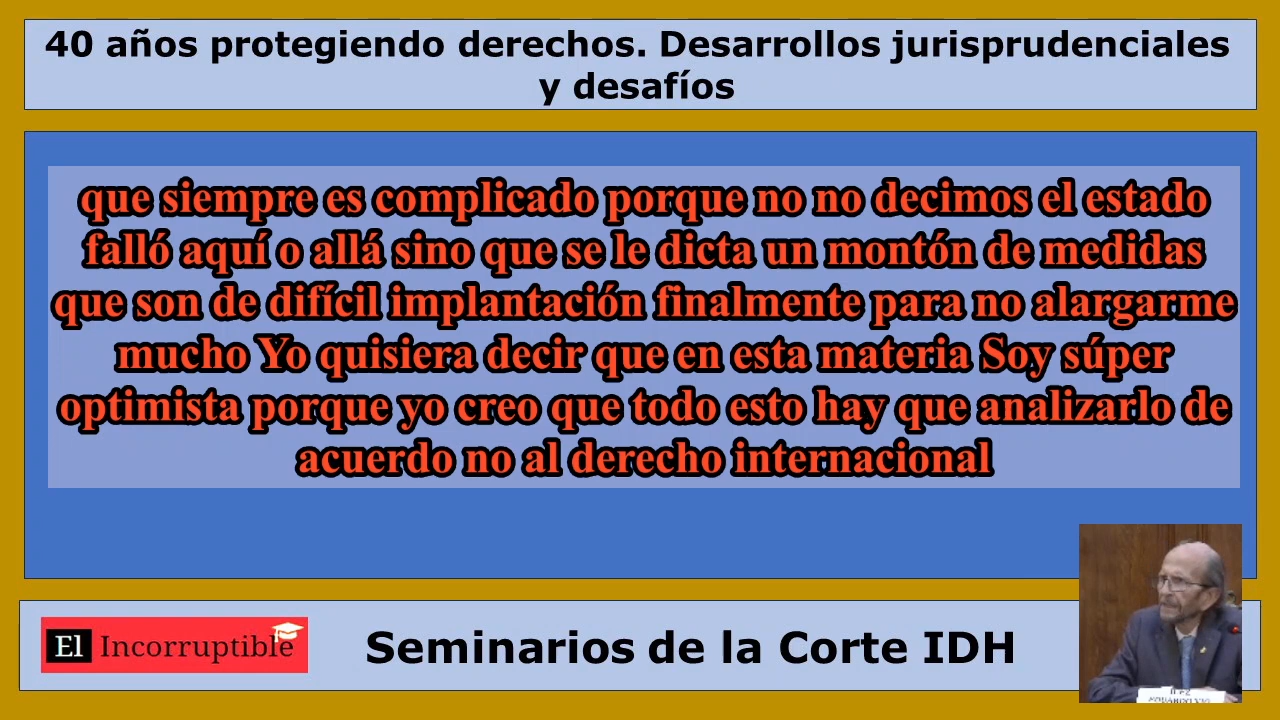 40 años protegiendo derechos. Desarrollos jurisprudenciales
y desafíos
que siempre es complicado porque no no decimos el estado
falló aquí o allá sino que se le dicta un montón de medidas
que son de difícil implantación finalmente para no alargarme
mucho Yo quisiera decir que en esta materia Soy súper
optimista porque yo creo que todo esto hay que analizarlo de
acuerdo no al derecho internacional
El Incorruptible
Seminarios de la Corte IDH